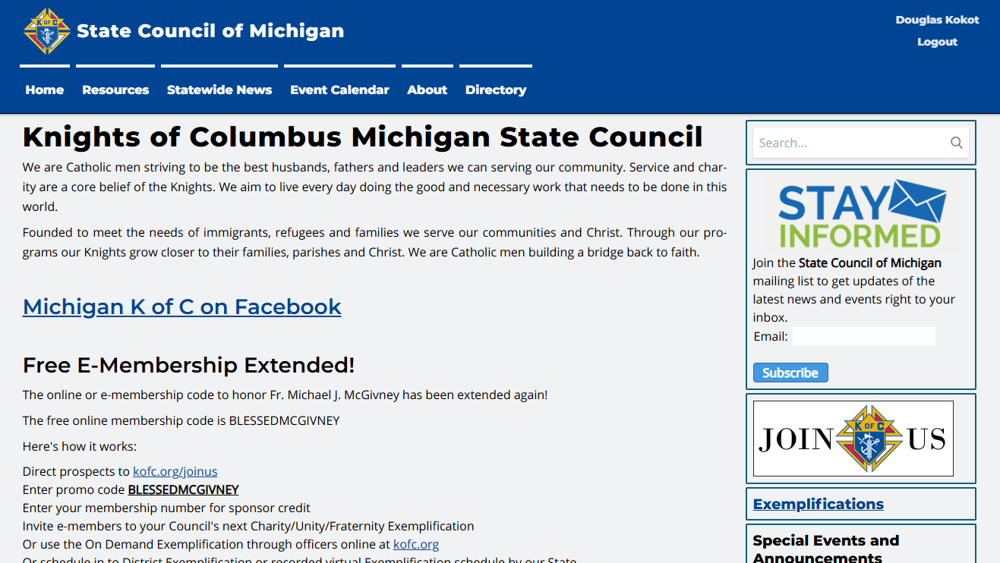 K OF C
State Council of Michigan
Douglas Kokot
Logout
Home Resources Statewide News Event Calendar About Directory
Knights of Columbus Michigan State Council
We are Catholic men striving to be the best husbands, fathers and leaders we can serving our community. Service and char-
ity are a core belief of the Knights. We aim to live every day doing the good and necessary work that needs to be done in this
world.
Founded to meet the needs of immigrants, refugees and families we serve our communities and Christ. Through our pro-
grams our Knights grow closer to their families, parishes and Christ. We are Catholic men building a bridge back to faith.
Michigan K of C on Facebook
Free E-Membership Extended!
The online or e-membership code to honor Fr. Michael J. McGivney has been extended again!
The free online membership code is BLESSEDMCGIVNEY
Here's how it works:
Direct prospects to kofc.org/joinus
Enter promo code BLESSEDMCGIVNEY
Enter your membership number for sponsor credit
Invite e-members to your Council's next Charity/Unity/Fraternity Exemplification
Or use the On Demand Exemplification through officers online at kofc.org
Or schedule in to District Exemplification or recorded virtual Exemplification schedule by our State
Search...
STAY
INFORMED
Join the State Council of Michigan
mailing list to get updates of the
latest news and events right to your
inbox.
Email:
Subscribe
JOIN K OF C US
Exemplifications
Special Events and
Announcements